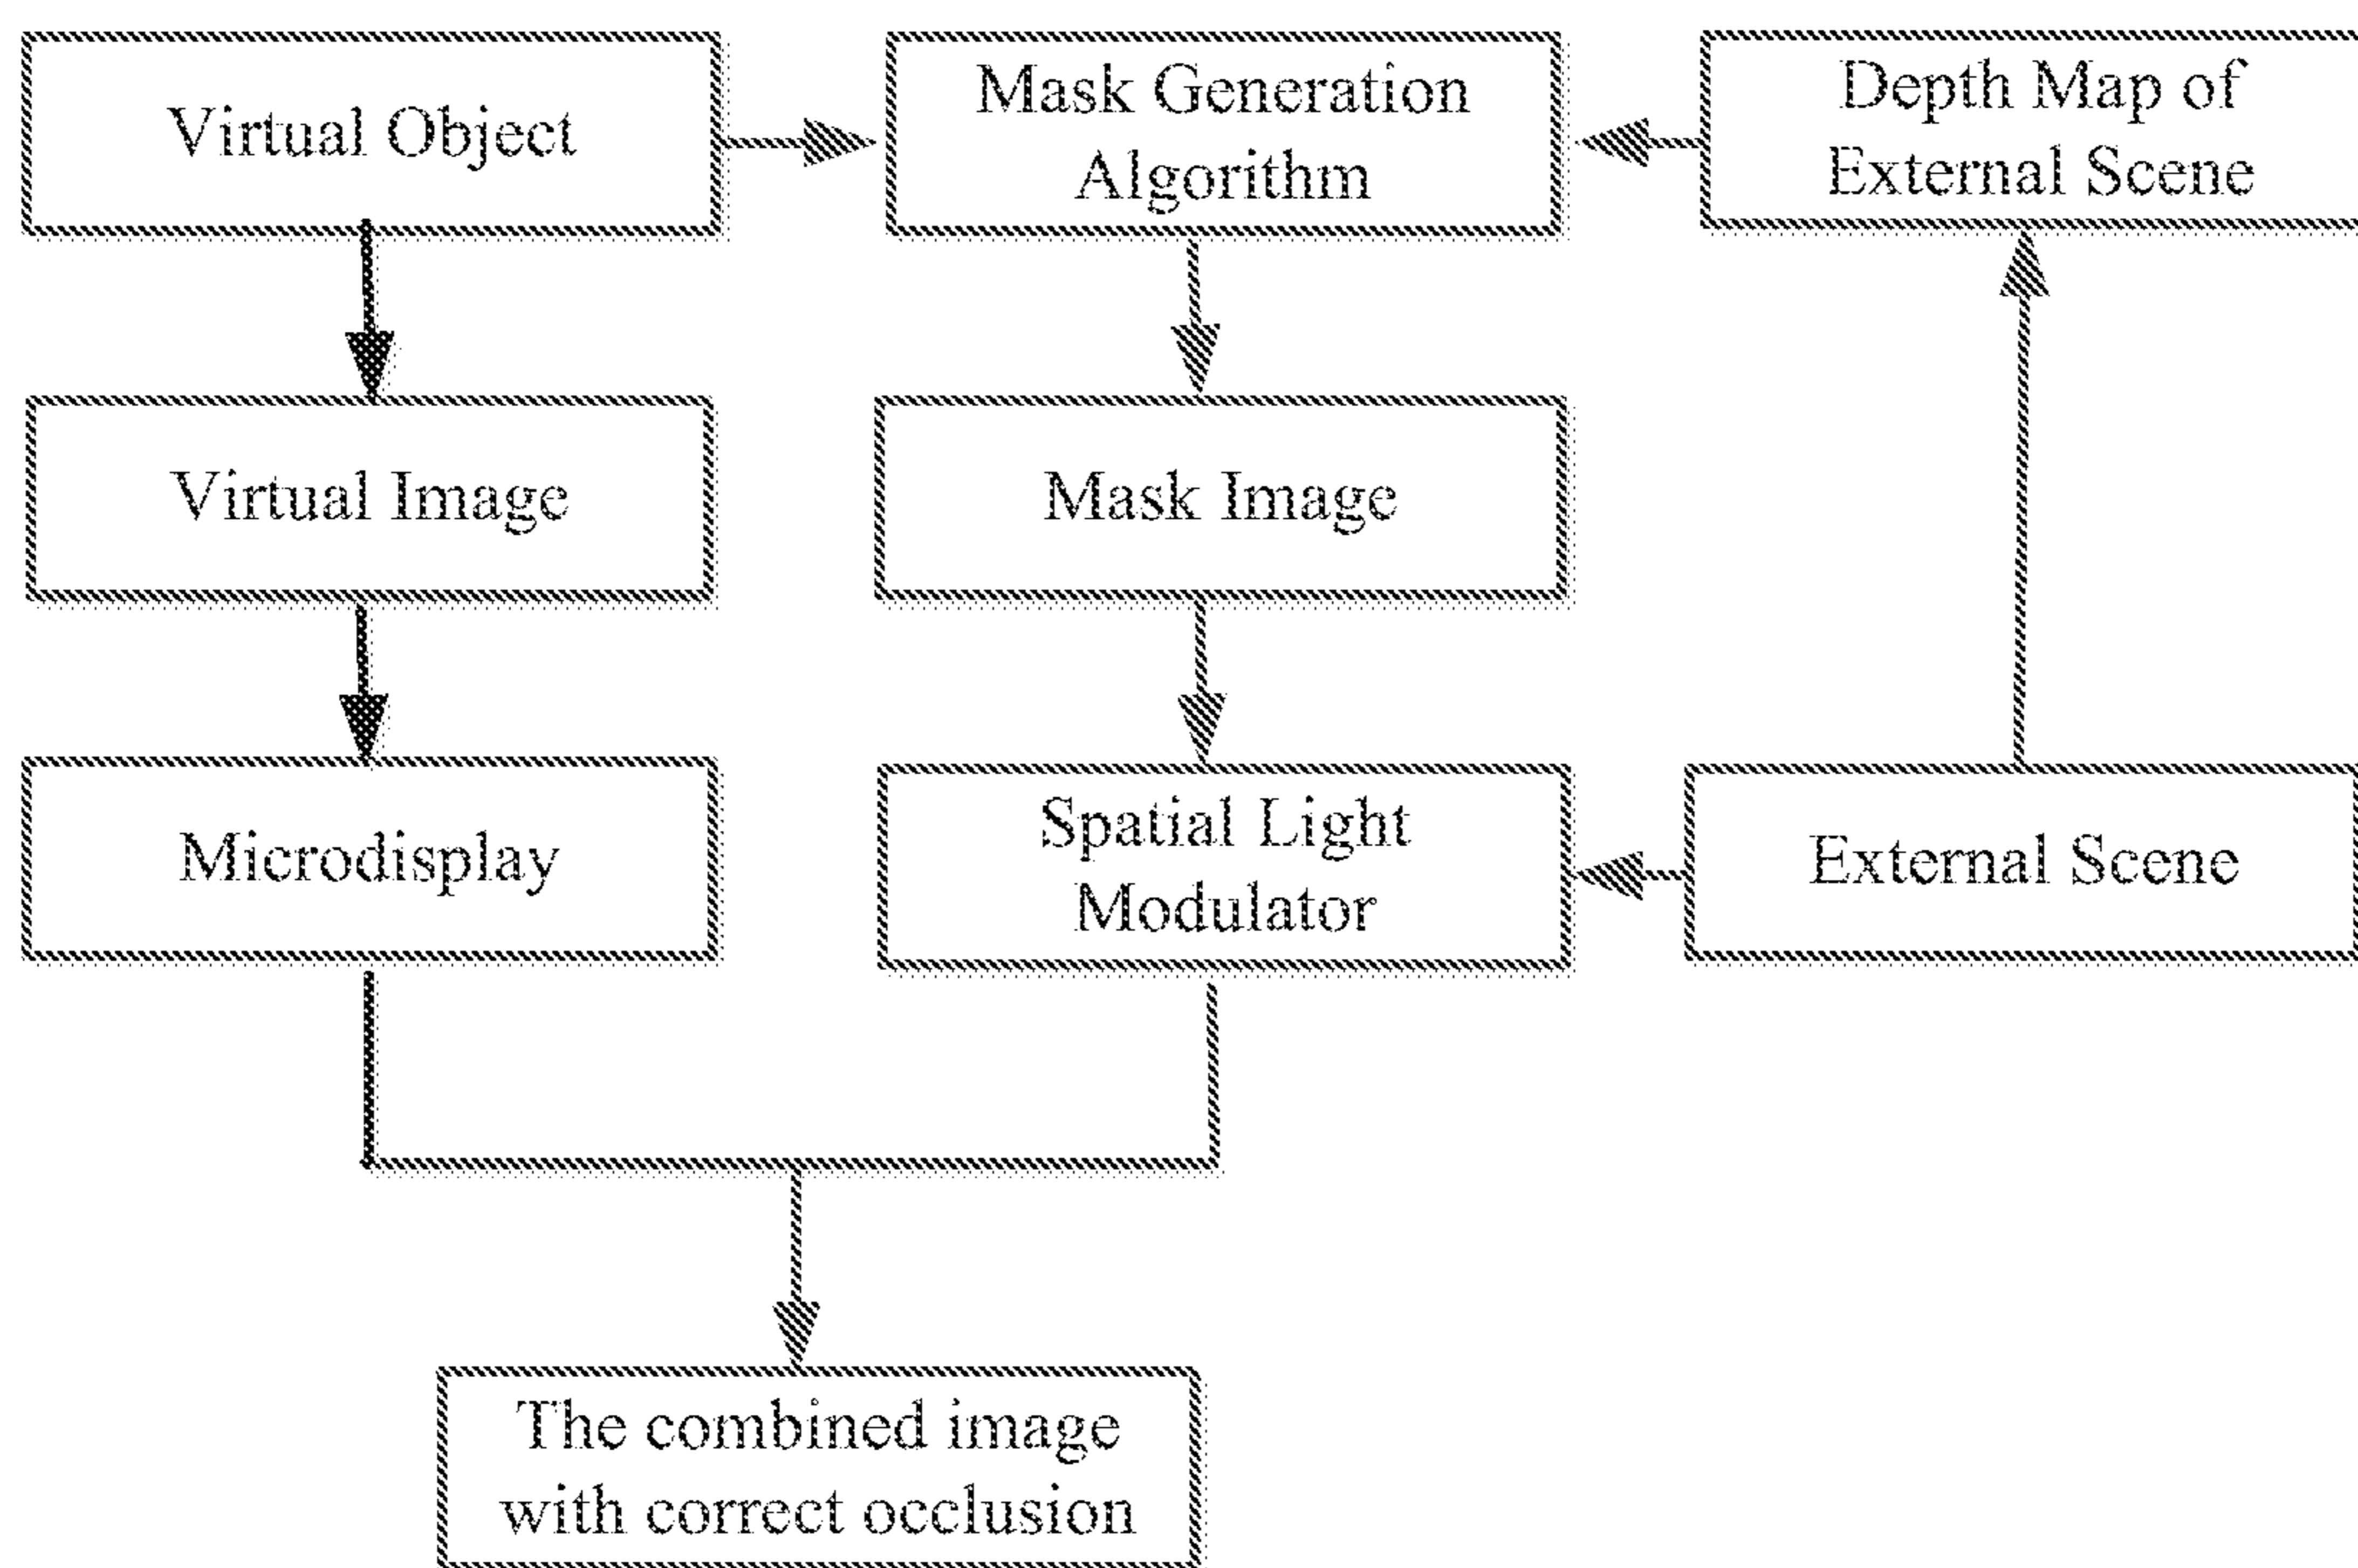 Virtual Object
Mask Generation
Algorithm
Depth Map of
External Scene
Virtual Image
Mask Image
Microdisplay
Spatial Light
Modulator
External Scene
The combined image
with correct occlusion